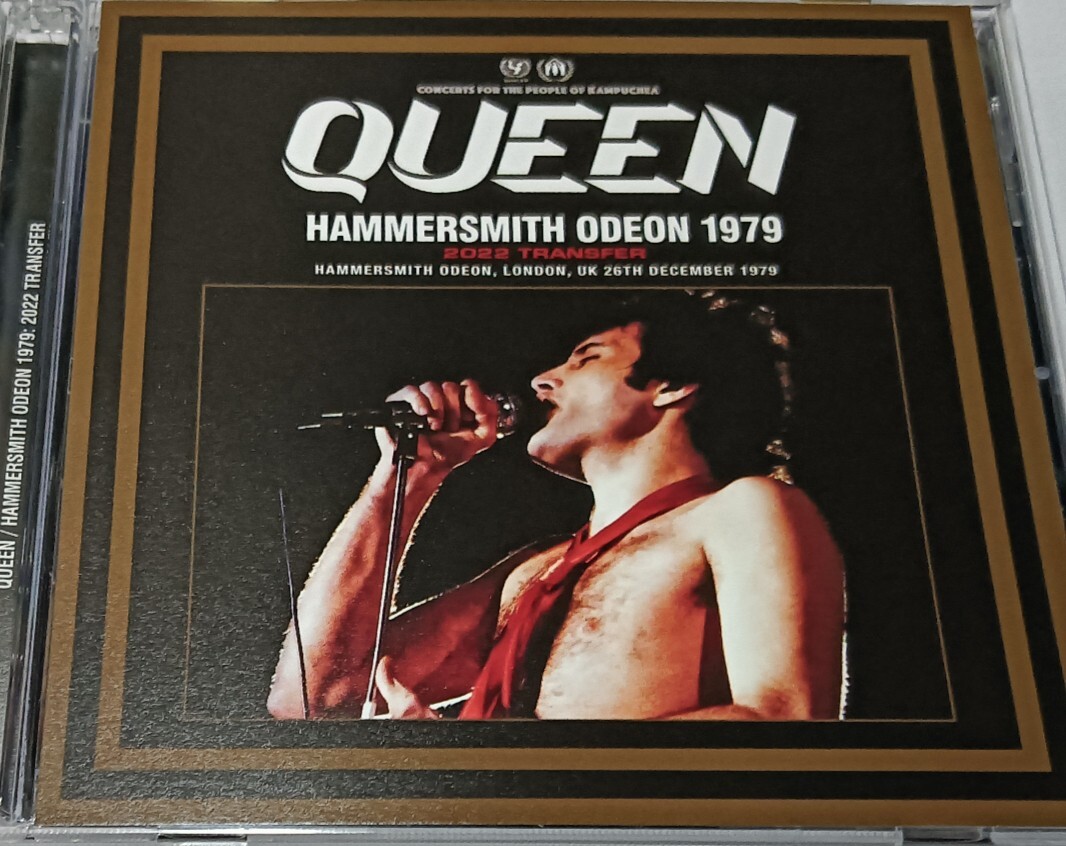 CONCERTS FOR THE PEOPLE OF KAMPUCHEA
QUEEN
HAMMERSMITH ODEON 1979
2022 TRANSFER
HAMMERSMITH ODEON, LONDON, UK 26TH DECEMBER 1979
QUEEN / HAMMERSMITH ODEON 1979: 2022 TRANSFER